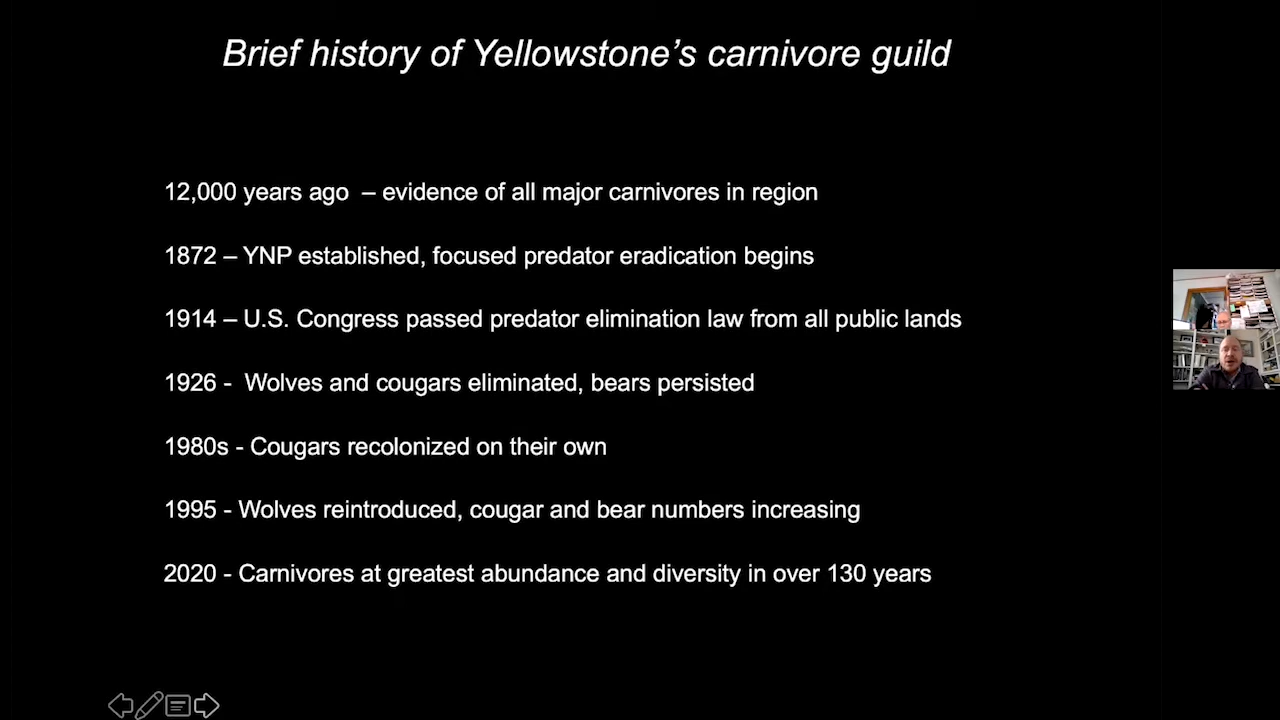 Brief history of Yellowstone’s carnivore guild
12,000 years ago – evidence of all major carnivores in region
1872 – YNP established, focused predator eradication begins
1914 – U.S. Congress passed predator elimination law from all public lands
1926 - Wolves and cougars eliminated, bears persisted
1980s - Cougars recolonized on their own
1995 - Wolves reintroduced, cougar and bear numbers increasing
2020 - Carnivores at greatest abundance and diversity in over 130 years